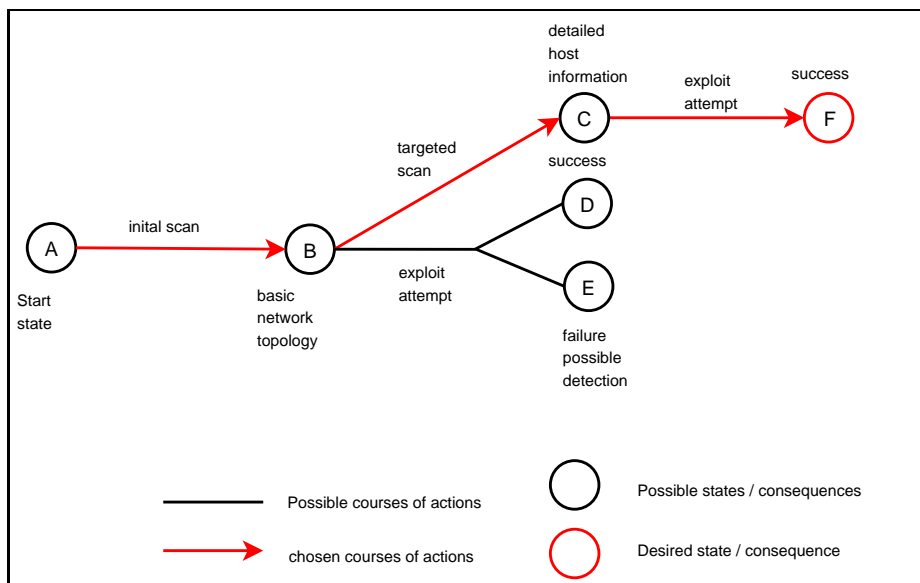 detailed
host
information
exploit
attempt
success
C
F
targeted
scan
success
D
A
inital scan
B
exploit
attempt
E
Start
state
basic
network
topology
failure
possible
detection
Possible courses of actions
Possible states / consequences
chosen courses of actions
Desired state / consequence